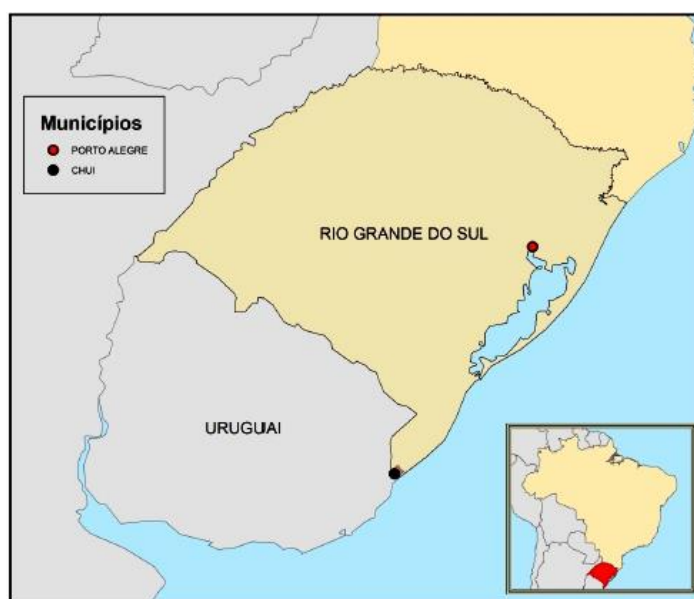 Municípios
PORTO ALEGRE
CHUI
RIO GRANDE DO SUL
URUGUAI